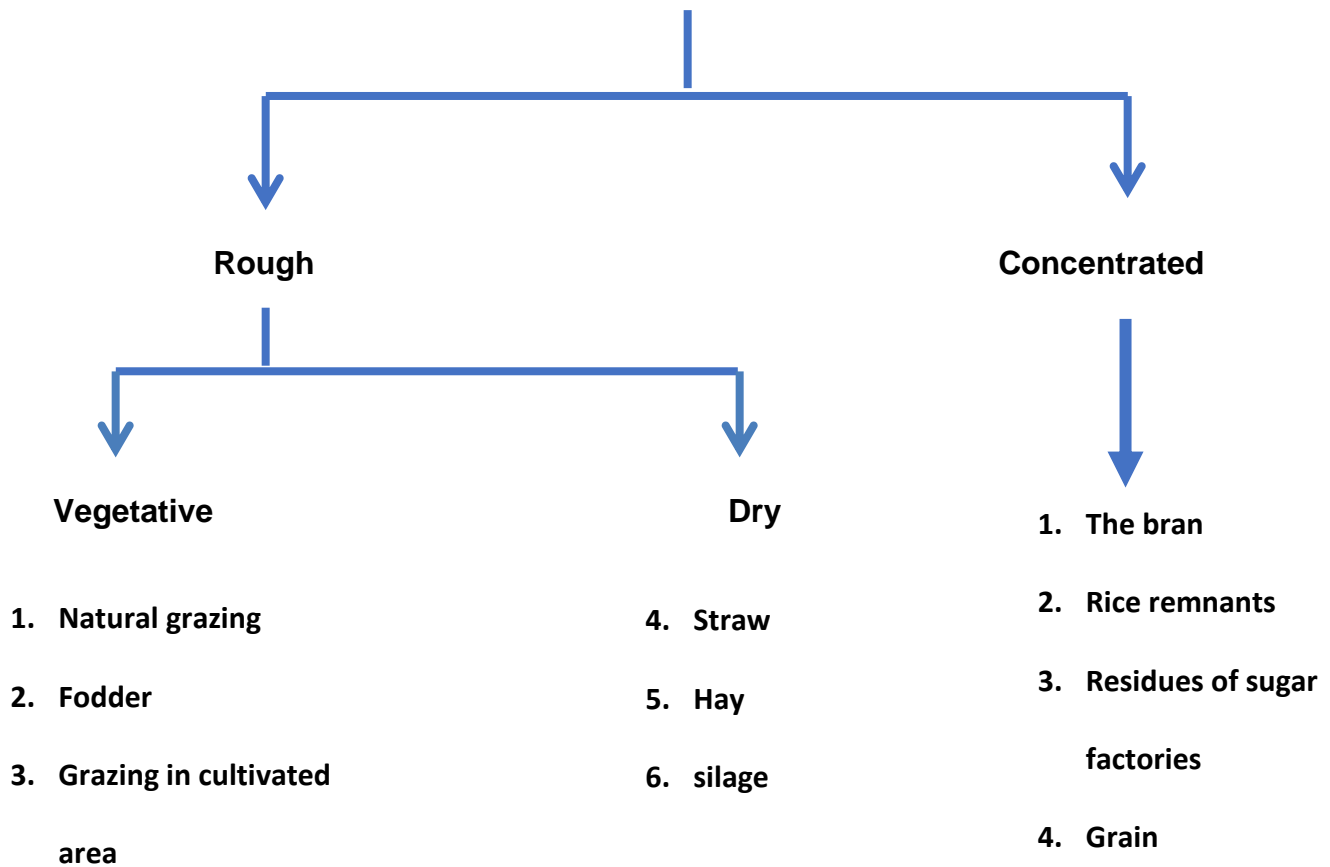 Rough
Concentrated
Vegetative
Dry
1. Natural grazing
2. Fodder
3. Grazing in cultivated
area
4. Straw
5. Hay
6. silage
1. The bran
2. Rice remnants
3. Residues of sugar
factories
4. Grain